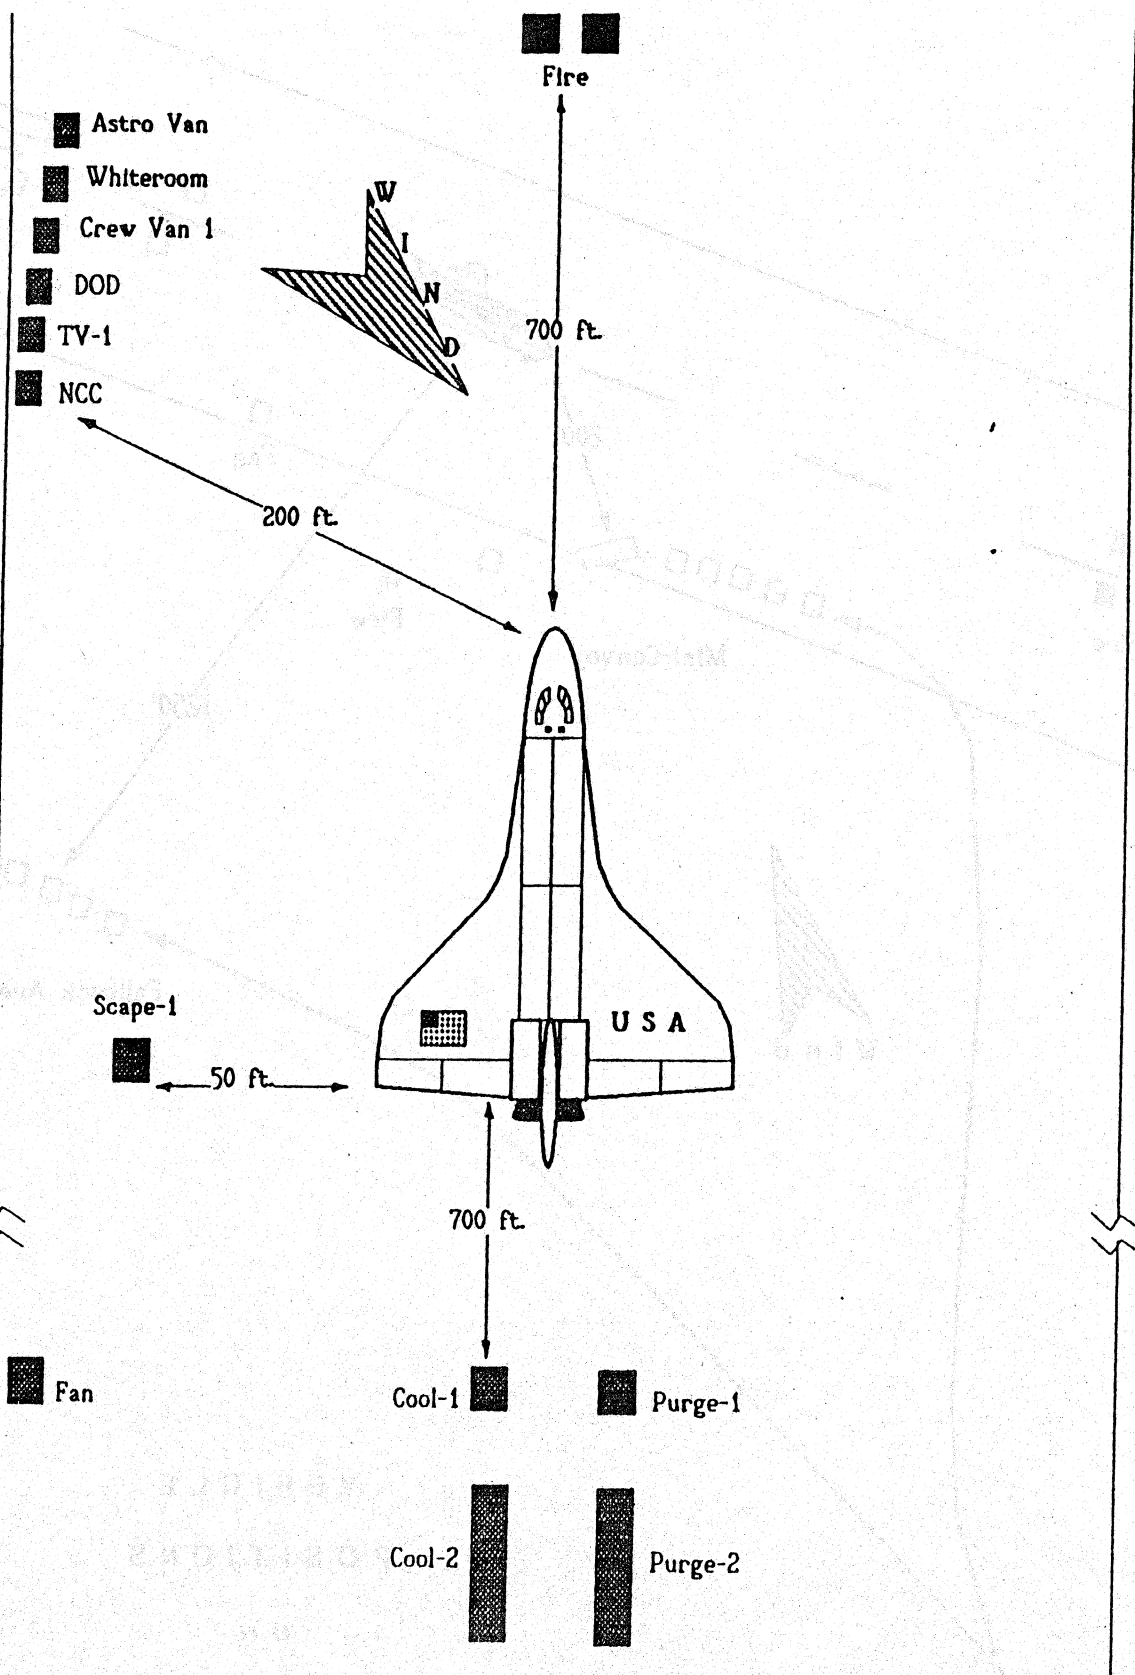 Fire
Astro Van
Whiteroom
Crew Van 1
DOD
TV-1
NCC
W
I
N
D
700 ft.
200 ft.
Scape-1
50 ft.
USA
700 ft.
Fan
Cool-1
Purge-1
Cool-2
Purge-2